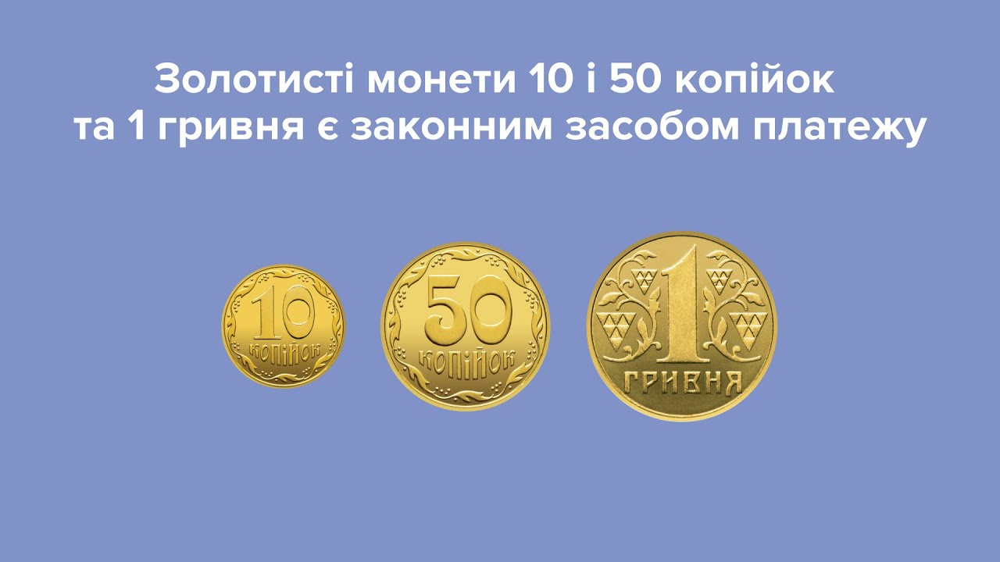 Золотисті монети 10 і 50 копійок
та 1 гривня є законним засобом платежу
10
КОПІЙОК
50
КОПІЙОК
1
ГРИВНЯ